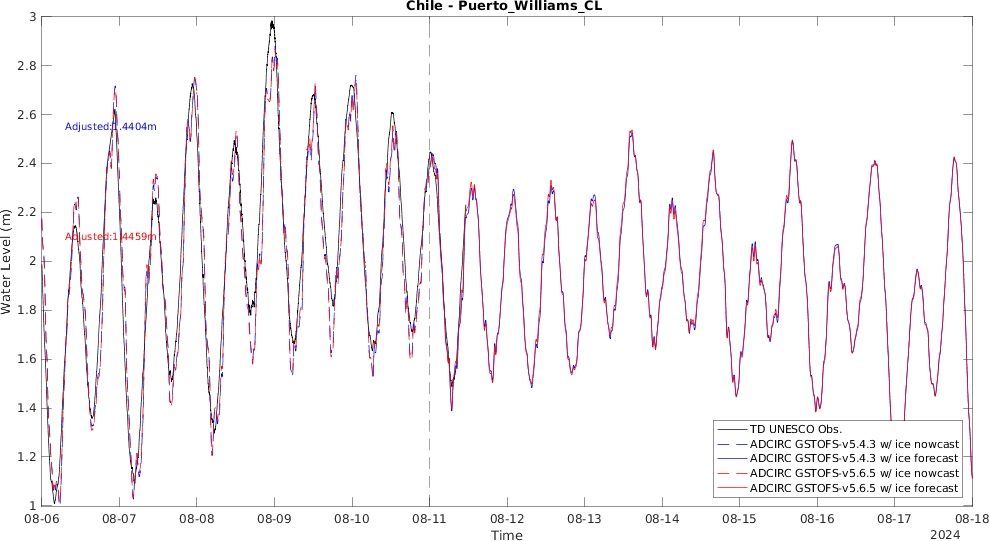 Chile - Puerto_Williams_CL
3
2.8
2.6
2.4
2.2
2
1.8
1.6
1.4
1.2
1
Water Level (m)
Adjusted:1.4404m
Adjusted:1.4459m
TD UNESCO Obs.
ADCIRC GSTOFS-v5.4.3 w/ ice nowcast
ADCIRC GSTOFS-v5.4.3 w/ ice forecast
ADCIRC GSTOFS-v5.6.5 w/ ice nowcast
ADCIRC GSTOFS-v5.6.5 w/ ice forecast
08-06 08-07 08-08 08-09 08-10 08-11 08-12 08-13 08-14 08-15 08-16 08-17 08-18
Time
2024